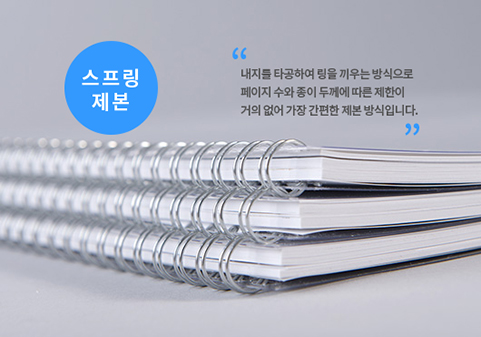 스프링
제본
“
내지를 타공하여 링을 끼우는 방식으로
페이지 수와 종이 두께에 따른 제한이
거의 없어 가장 간편한 제본 방식입니다.
”